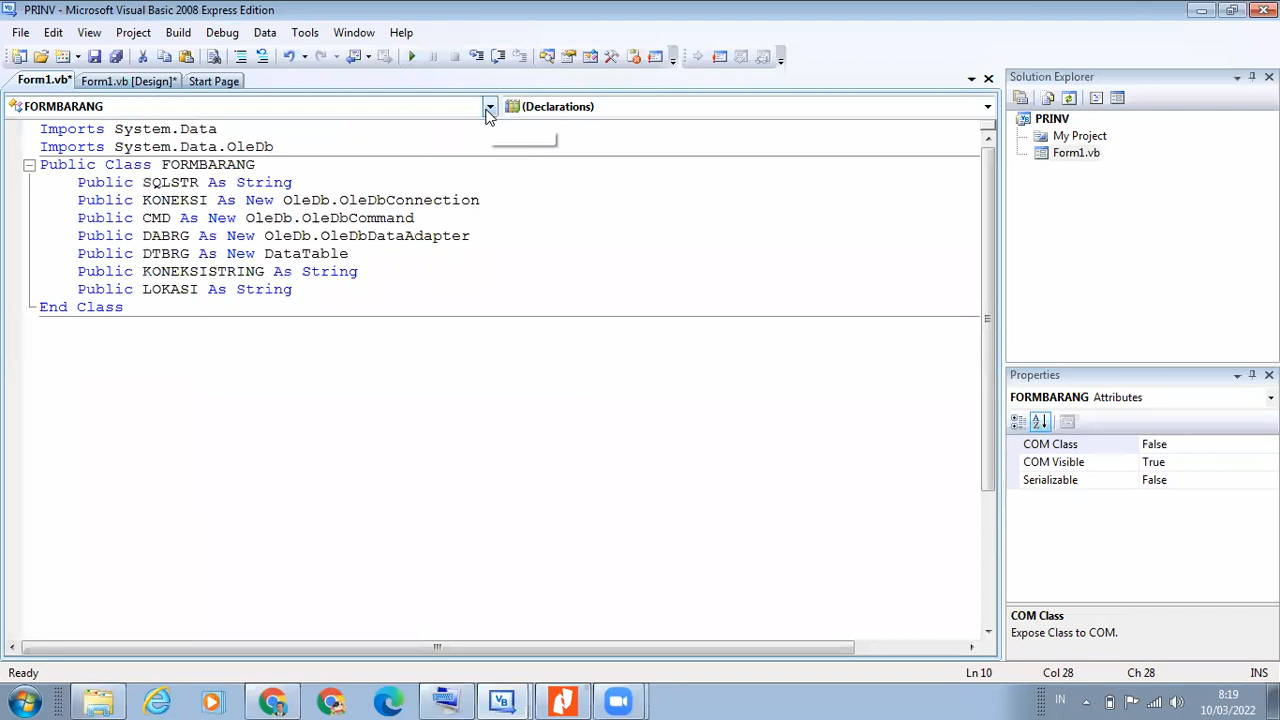 PRINV - Microsoft Visual Basic 2008 Express Edition
File Edit View Project Build Debug Data Tools Window Help
Form1.vb* Form1.vb [Design]* Start Page
FORMBARANG (Declarations)
Imports System.Data
Imports System.Data.OleDb
Public Class FORMBARANG
Public SQLSTR As String
Public KONEKSI As New OleDb.OleDbConnection
Public CMD As New OleDb.OleDbCommand
Public DABRG As New OleDb.OleDbDataAdapter
Public DTBRG As New DataTable
Public KONEKSISTRING As String
Public LOKASI As String
End Class
Solution Explorer
PRINV
My Project
Form1.vb
Properties
FORMBARANG Attributes
COM Class False
COM Visible True
Serializable False
COM Class
Expose Class to COM.
Ready Ln 10 Col 28 Ch 28 INS
IN 8:19
10/03/2022